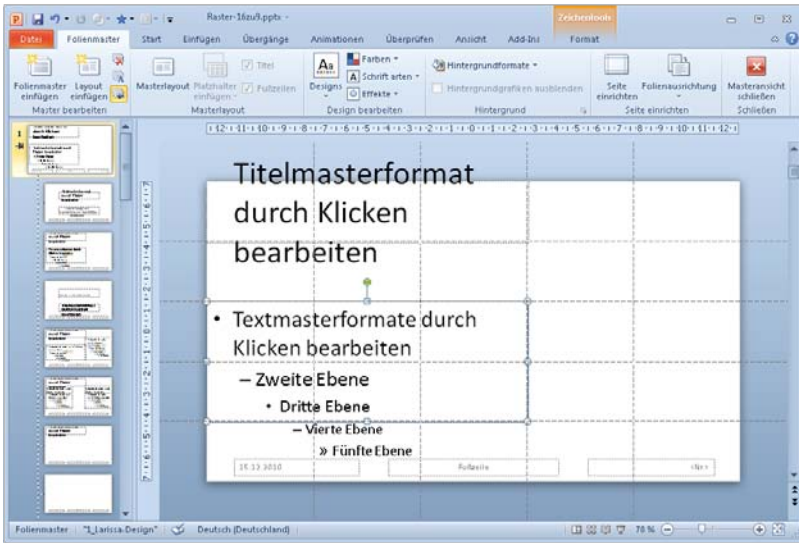 Raster-16zu9.pptx -
Zeichentools
Datei Folienmaster Start Einfügen Übergänge Animationen Überprüfen Ansicht Add-Ins Format
Folienmaster einfügen
Layout einfügen
Master bearbeiten
Masterlayout
Platzhalter einfügen
Titel
Fußzeilen
Masterlayout
Designs
Farben
Schriftarten
Effekte
Design bearbeiten
Hintergrundformate
Hintergrundgrafiken ausblenden
Hintergrund
Seite einrichten
Folienausrichtung
Seite einrichten
Masteransicht schließen
Schließen
1
Titelmasterformat
durch Klicken
bearbeiten
• Textmasterformate durch
Klicken bearbeiten
– Zweite Ebene
• Dritte Ebene
– Vierte Ebene
» Fünfte Ebene
15.12.2010 Fußzeile ‹Nr.›
Folienmaster "1_Larissa-Design" Deutsch (Deutschland) 78 %